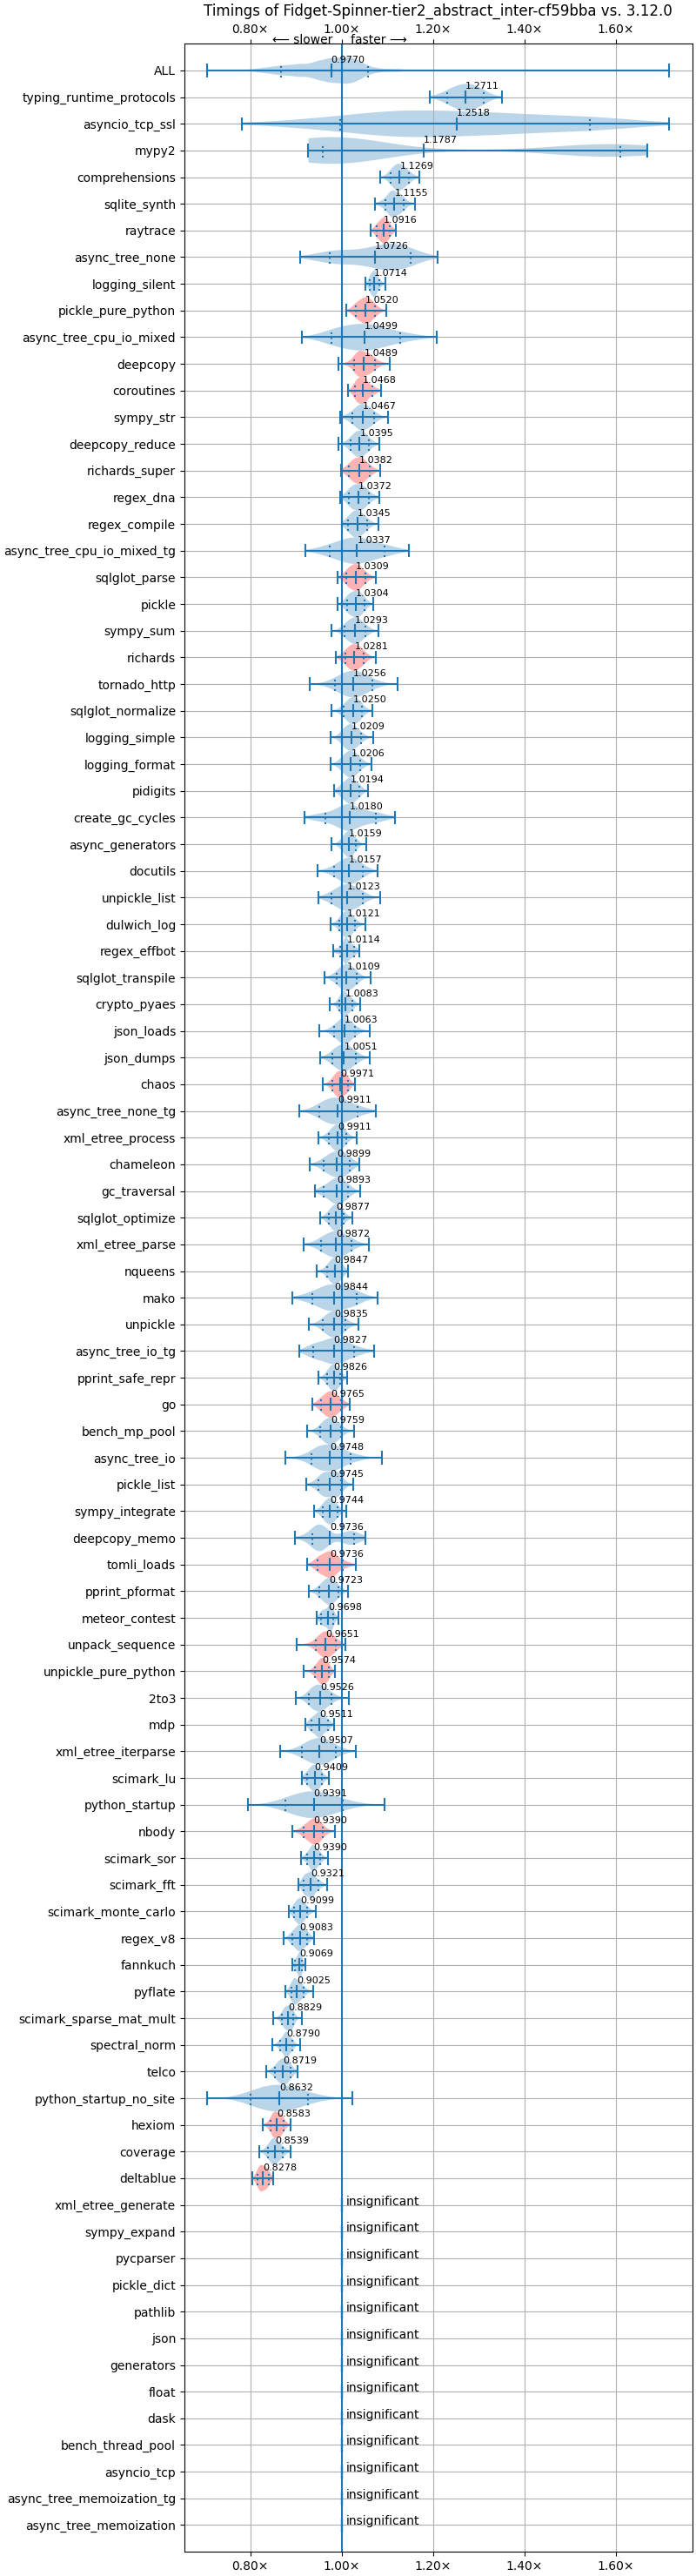 Timings of Fidget-Spinner-tier2_abstract_inter-cf59bba vs. 3.12.0
0.80× 1.00× 1.20× 1.40× 1.60×
⟵ slower faster ⟶
ALL 0.9770
typing_runtime_protocols 1.2711
asyncio_tcp_ssl 1.2518
mypy2 1.1787
comprehensions 1.1269
sqlite_synth 1.1155
raytrace 1.0916
async_tree_none 1.0726
logging_silent 1.0714
pickle_pure_python 1.0520
async_tree_cpu_io_mixed 1.0499
deepcopy 1.0489
coroutines 1.0468
sympy_str 1.0467
deepcopy_reduce 1.0395
richards_super 1.0382
regex_dna 1.0372
regex_compile 1.0345
async_tree_cpu_io_mixed_tg 1.0337
sqlglot_parse 1.0309
pickle 1.0304
sympy_sum 1.0293
richards 1.0281
tornado_http 1.0256
sqlglot_normalize 1.0250
logging_simple 1.0209
logging_format 1.0206
pidigits 1.0194
create_gc_cycles 1.0180
async_generators 1.0159
docutils 1.0157
unpickle_list 1.0123
dulwich_log 1.0121
regex_effbot 1.0114
sqlglot_transpile 1.0109
crypto_pyaes 1.0083
json_loads 1.0063
json_dumps 1.0051
chaos 0.9971
async_tree_none_tg 0.9911
xml_etree_process 0.9911
chameleon 0.9899
gc_traversal 0.9893
sqlglot_optimize 0.9877
xml_etree_parse 0.9872
nqueens 0.9847
mako 0.9844
unpickle 0.9835
async_tree_io_tg 0.9827
pprint_safe_repr 0.9826
go 0.9765
bench_mp_pool 0.9759
async_tree_io 0.9748
pickle_list 0.9745
sympy_integrate 0.9744
deepcopy_memo 0.9736
tomli_loads 0.9736
pprint_pformat 0.9723
meteor_contest 0.9698
unpack_sequence 0.9651
unpickle_pure_python 0.9574
2to3 0.9526
mdp 0.9511
xml_etree_iterparse 0.9507
scimark_lu 0.9409
python_startup 0.9391
nbody 0.9390
scimark_sor 0.9390
scimark_fft 0.9321
scimark_monte_carlo 0.9099
regex_v8 0.9083
fannkuch 0.9069
pyflate 0.9025
scimark_sparse_mat_mult 0.8829
spectral_norm 0.8790
telco 0.8719
python_startup_no_site 0.8632
hexiom 0.8583
coverage 0.8539
deltablue 0.8278
xml_etree_generate insignificant
sympy_expand insignificant
pycparser insignificant
pickle_dict insignificant
pathlib insignificant
json insignificant
generators insignificant
float insignificant
dask insignificant
bench_thread_pool insignificant
asyncio_tcp insignificant
async_tree_memoization_tg insignificant
async_tree_memoization insignificant
0.80× 1.00× 1.20× 1.40× 1.60×